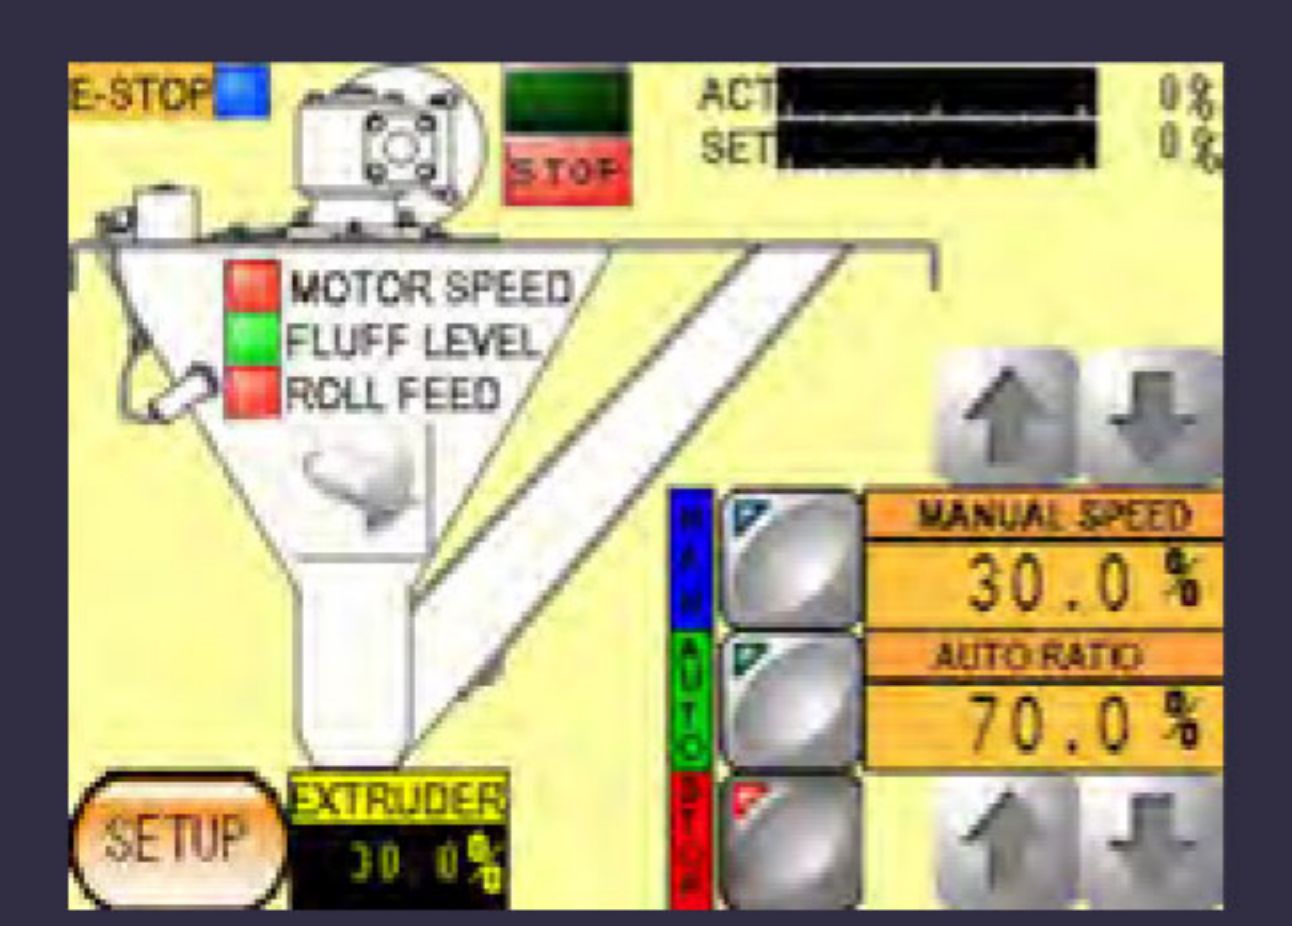 E-STOP
STOP
ACT 0%
SET 0%
MOTOR SPEED
FLUFF LEVEL
ROLL FEED
MAN
MANUAL SPEED
30.0 %
AUTO
AUTO RATIO
70.0 %
STOP
SETUP
EXTRUDER
30.0%